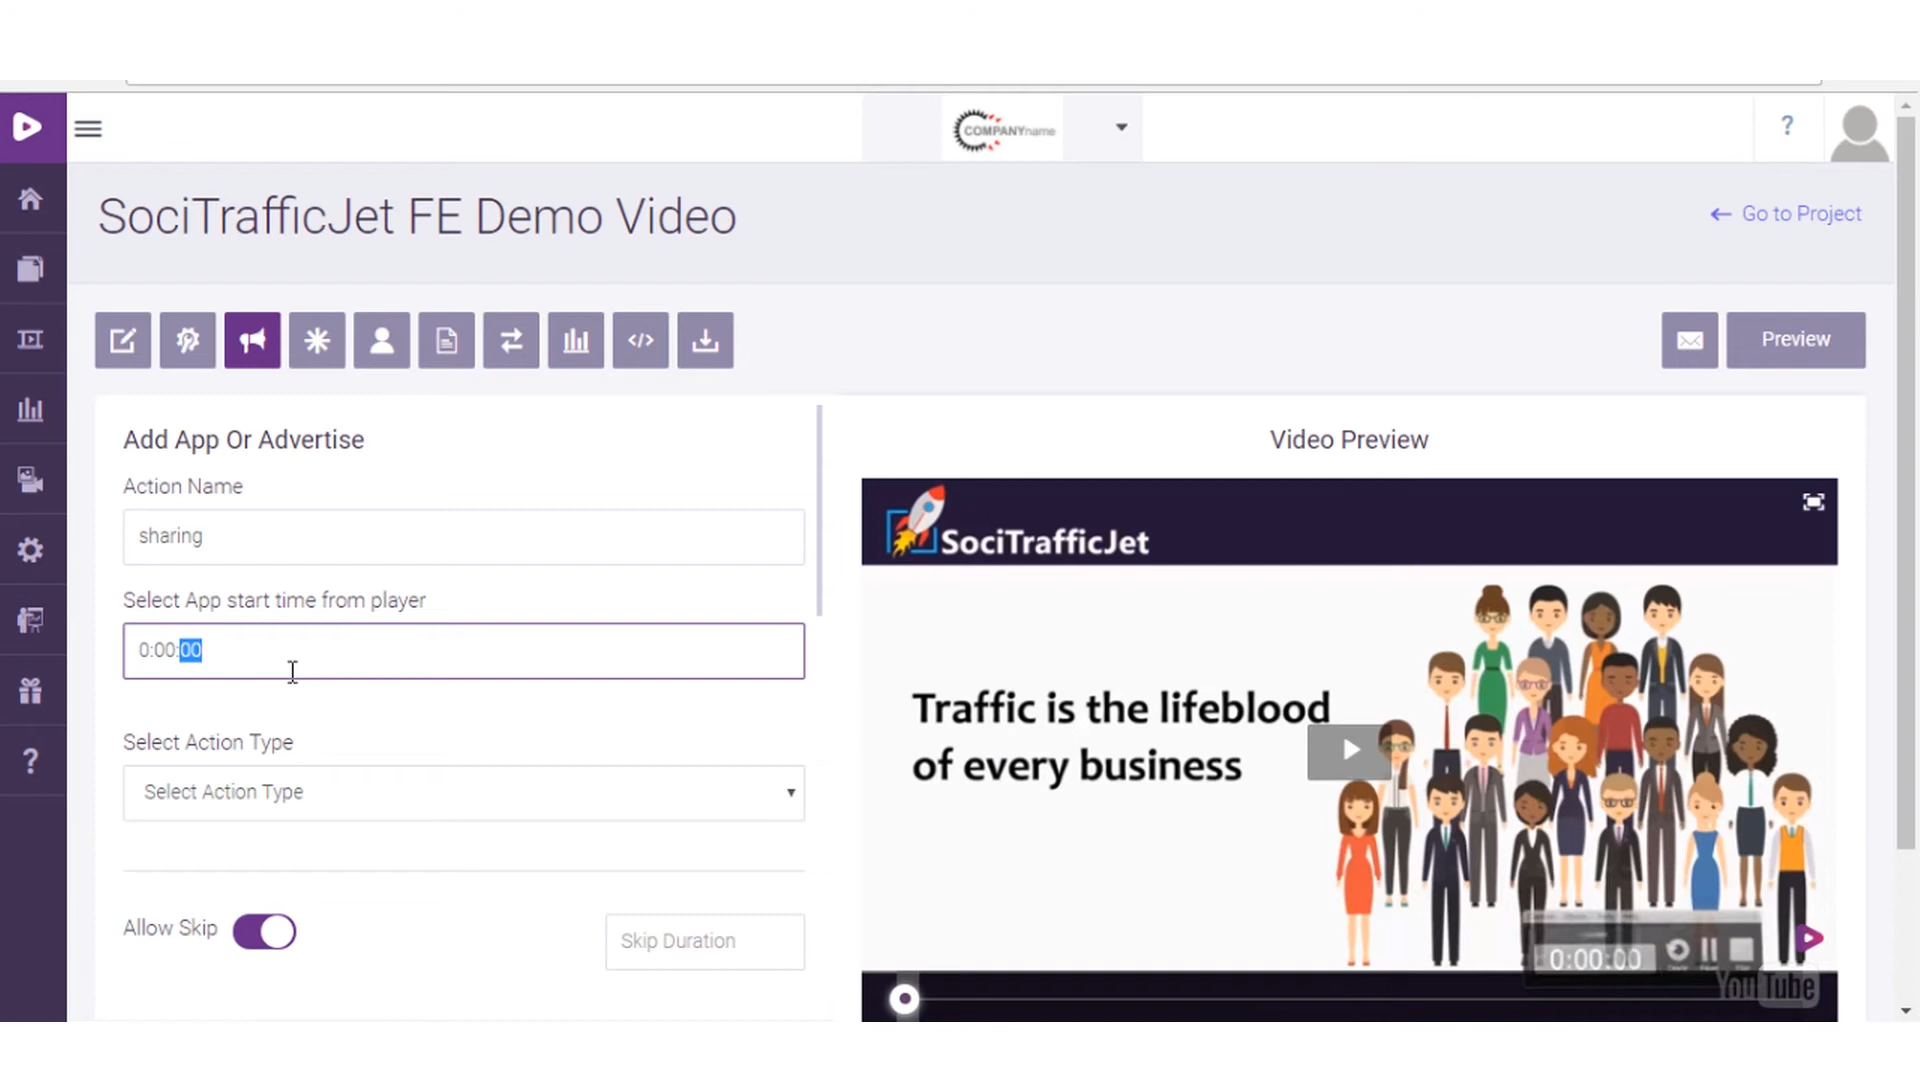 COMPANYname
?
SociTrafficJet FE Demo Video
← Go to Project
</>
Preview
Add App Or Advertise
Action Name
sharing
Select App start time from player
0:00:00
Select Action Type
Select Action Type
Allow Skip
Skip Duration
?
Video Preview
SociTrafficJet
Traffic is the lifeblood
of every business
0:00:00
YouTube